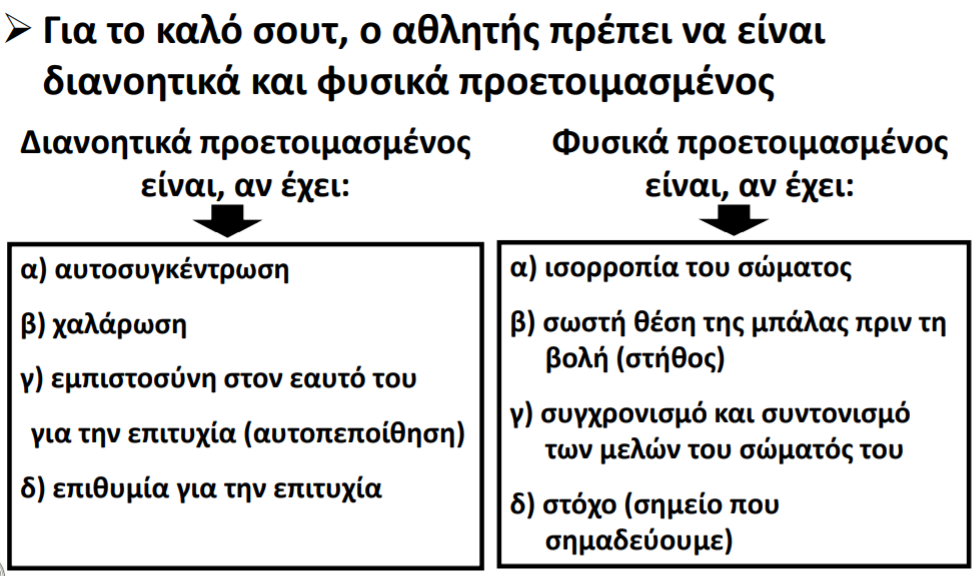 ➢ Για το καλό σουτ, ο αθλητής πρέπει να είναι
διανοητικά και φυσικά προετοιμασμένος
Διανοητικά προετοιμασμένος
είναι, αν έχει:
α) αυτοσυγκέντρωση
β) χαλάρωση
γ) εμπιστοσύνη στον εαυτό του
για την επιτυχία (αυτοπεποίθηση)
δ) επιθυμία για την επιτυχία
Φυσικά προετοιμασμένος
είναι, αν έχει:
α) ισορροπία του σώματος
β) σωστή θέση της μπάλας πριν τη
βολή (στήθος)
γ) συγχρονισμό και συντονισμό
των μελών του σώματός του
δ) στόχο (σημείο που
σημαδεύουμε)